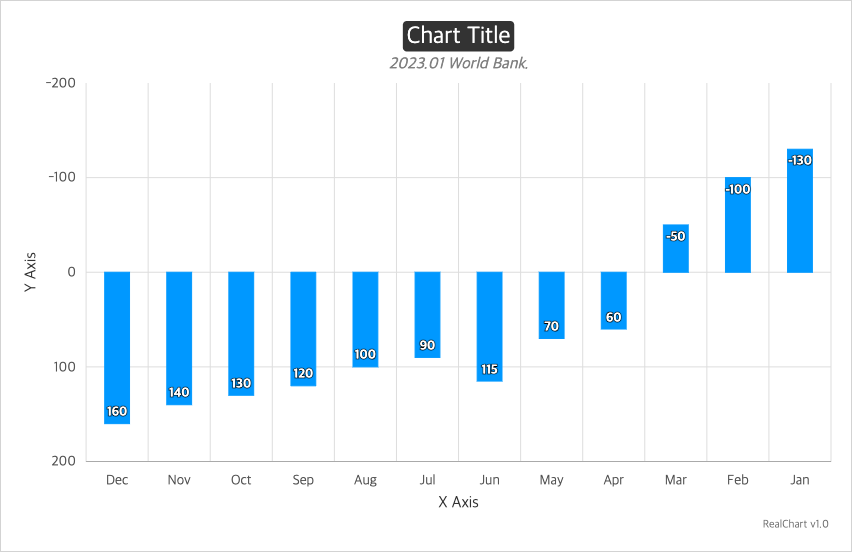 Chart Title
2023.01 World Bank.
-200
-100
0
100
200
Y Axis
160
140
130
120
100
90
115
70
60
-50
-100
-130
Dec Nov Oct Sep Aug Jul Jun May Apr Mar Feb Jan
X Axis
RealChart v1.0